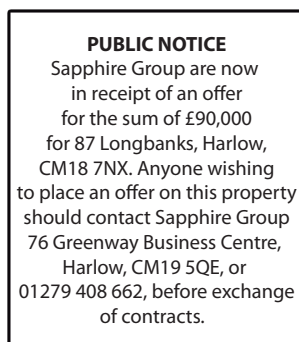 PUBLIC NOTICE
Sapphire Group are now
in receipt of an offer
for the sum of £90,000
for 87 Longbanks, Harlow,
CM18 7NX. Anyone wishing
to place an offer on this property
should contact Sapphire Group
76 Greenway Business Centre,
Harlow, CM19 5QE, or
01279 408 662, before exchange
of contracts.